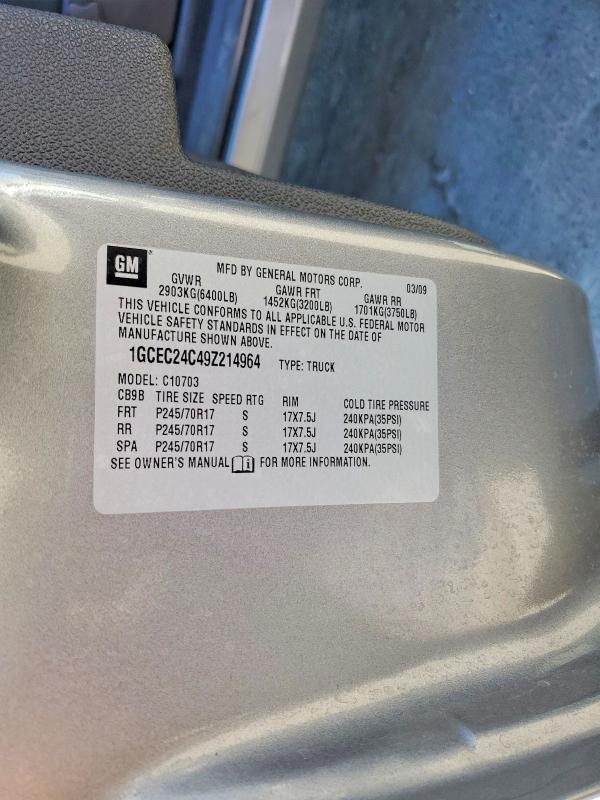 GM
MFD BY GENERAL MOTORS CORP. 03/09
GVWR GAWR FRT GAWR RR
2903KG(6400LB) 1452KG(3200LB) 1701KG(3750LB)
THIS VEHICLE CONFORMS TO ALL APPLICABLE U.S. FEDERAL MOTOR
VEHICLE SAFETY STANDARDS IN EFFECT ON THE DATE OF
MANUFACTURE SHOWN ABOVE.
1GCEC24C49Z214964 TYPE: TRUCK
MODEL: C10703
CB9B TIRE SIZE SPEED RTG RIM COLD TIRE PRESSURE
FRT P245/70R17 S 17X7.5J 240KPA(35PSI)
RR P245/70R17 S 17X7.5J 240KPA(35PSI)
SPA P245/70R17 S 17X7.5J 240KPA(35PSI)
SEE OWNER'S MANUAL FOR MORE INFORMATION.